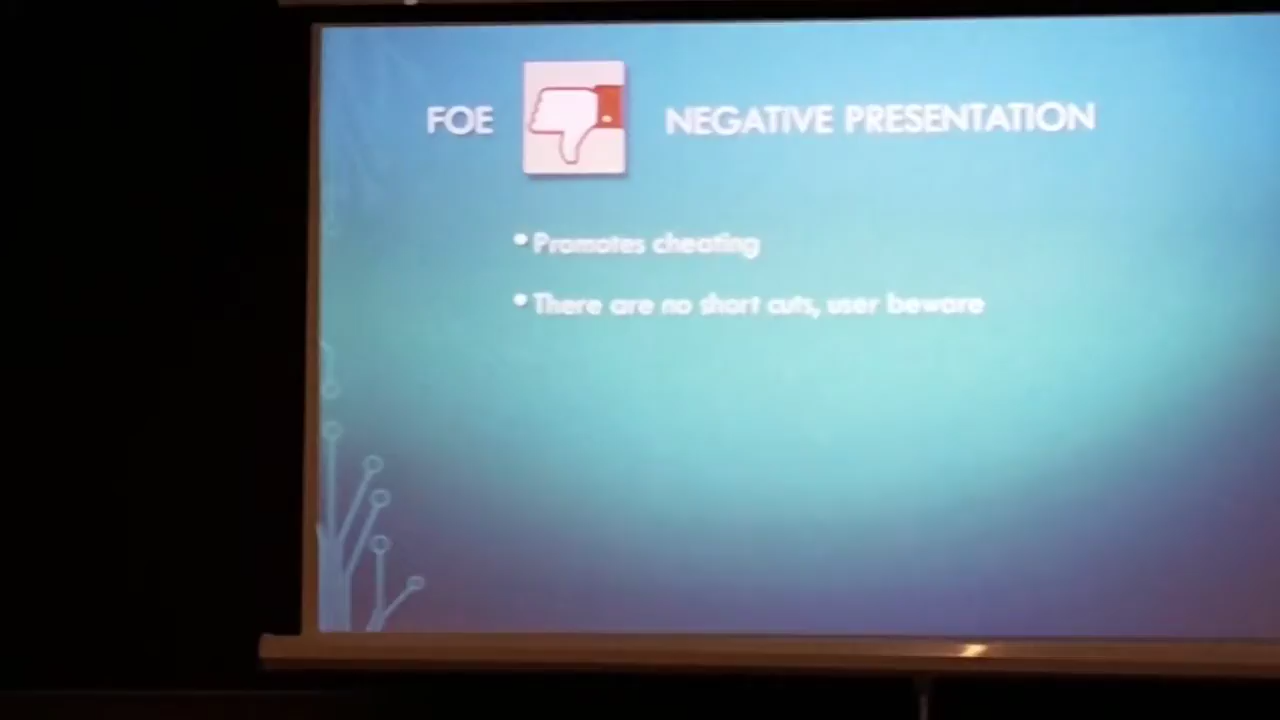 FOE NEGATIVE PRESENTATION
• Promotes cheating
• There are no short cuts, user beware